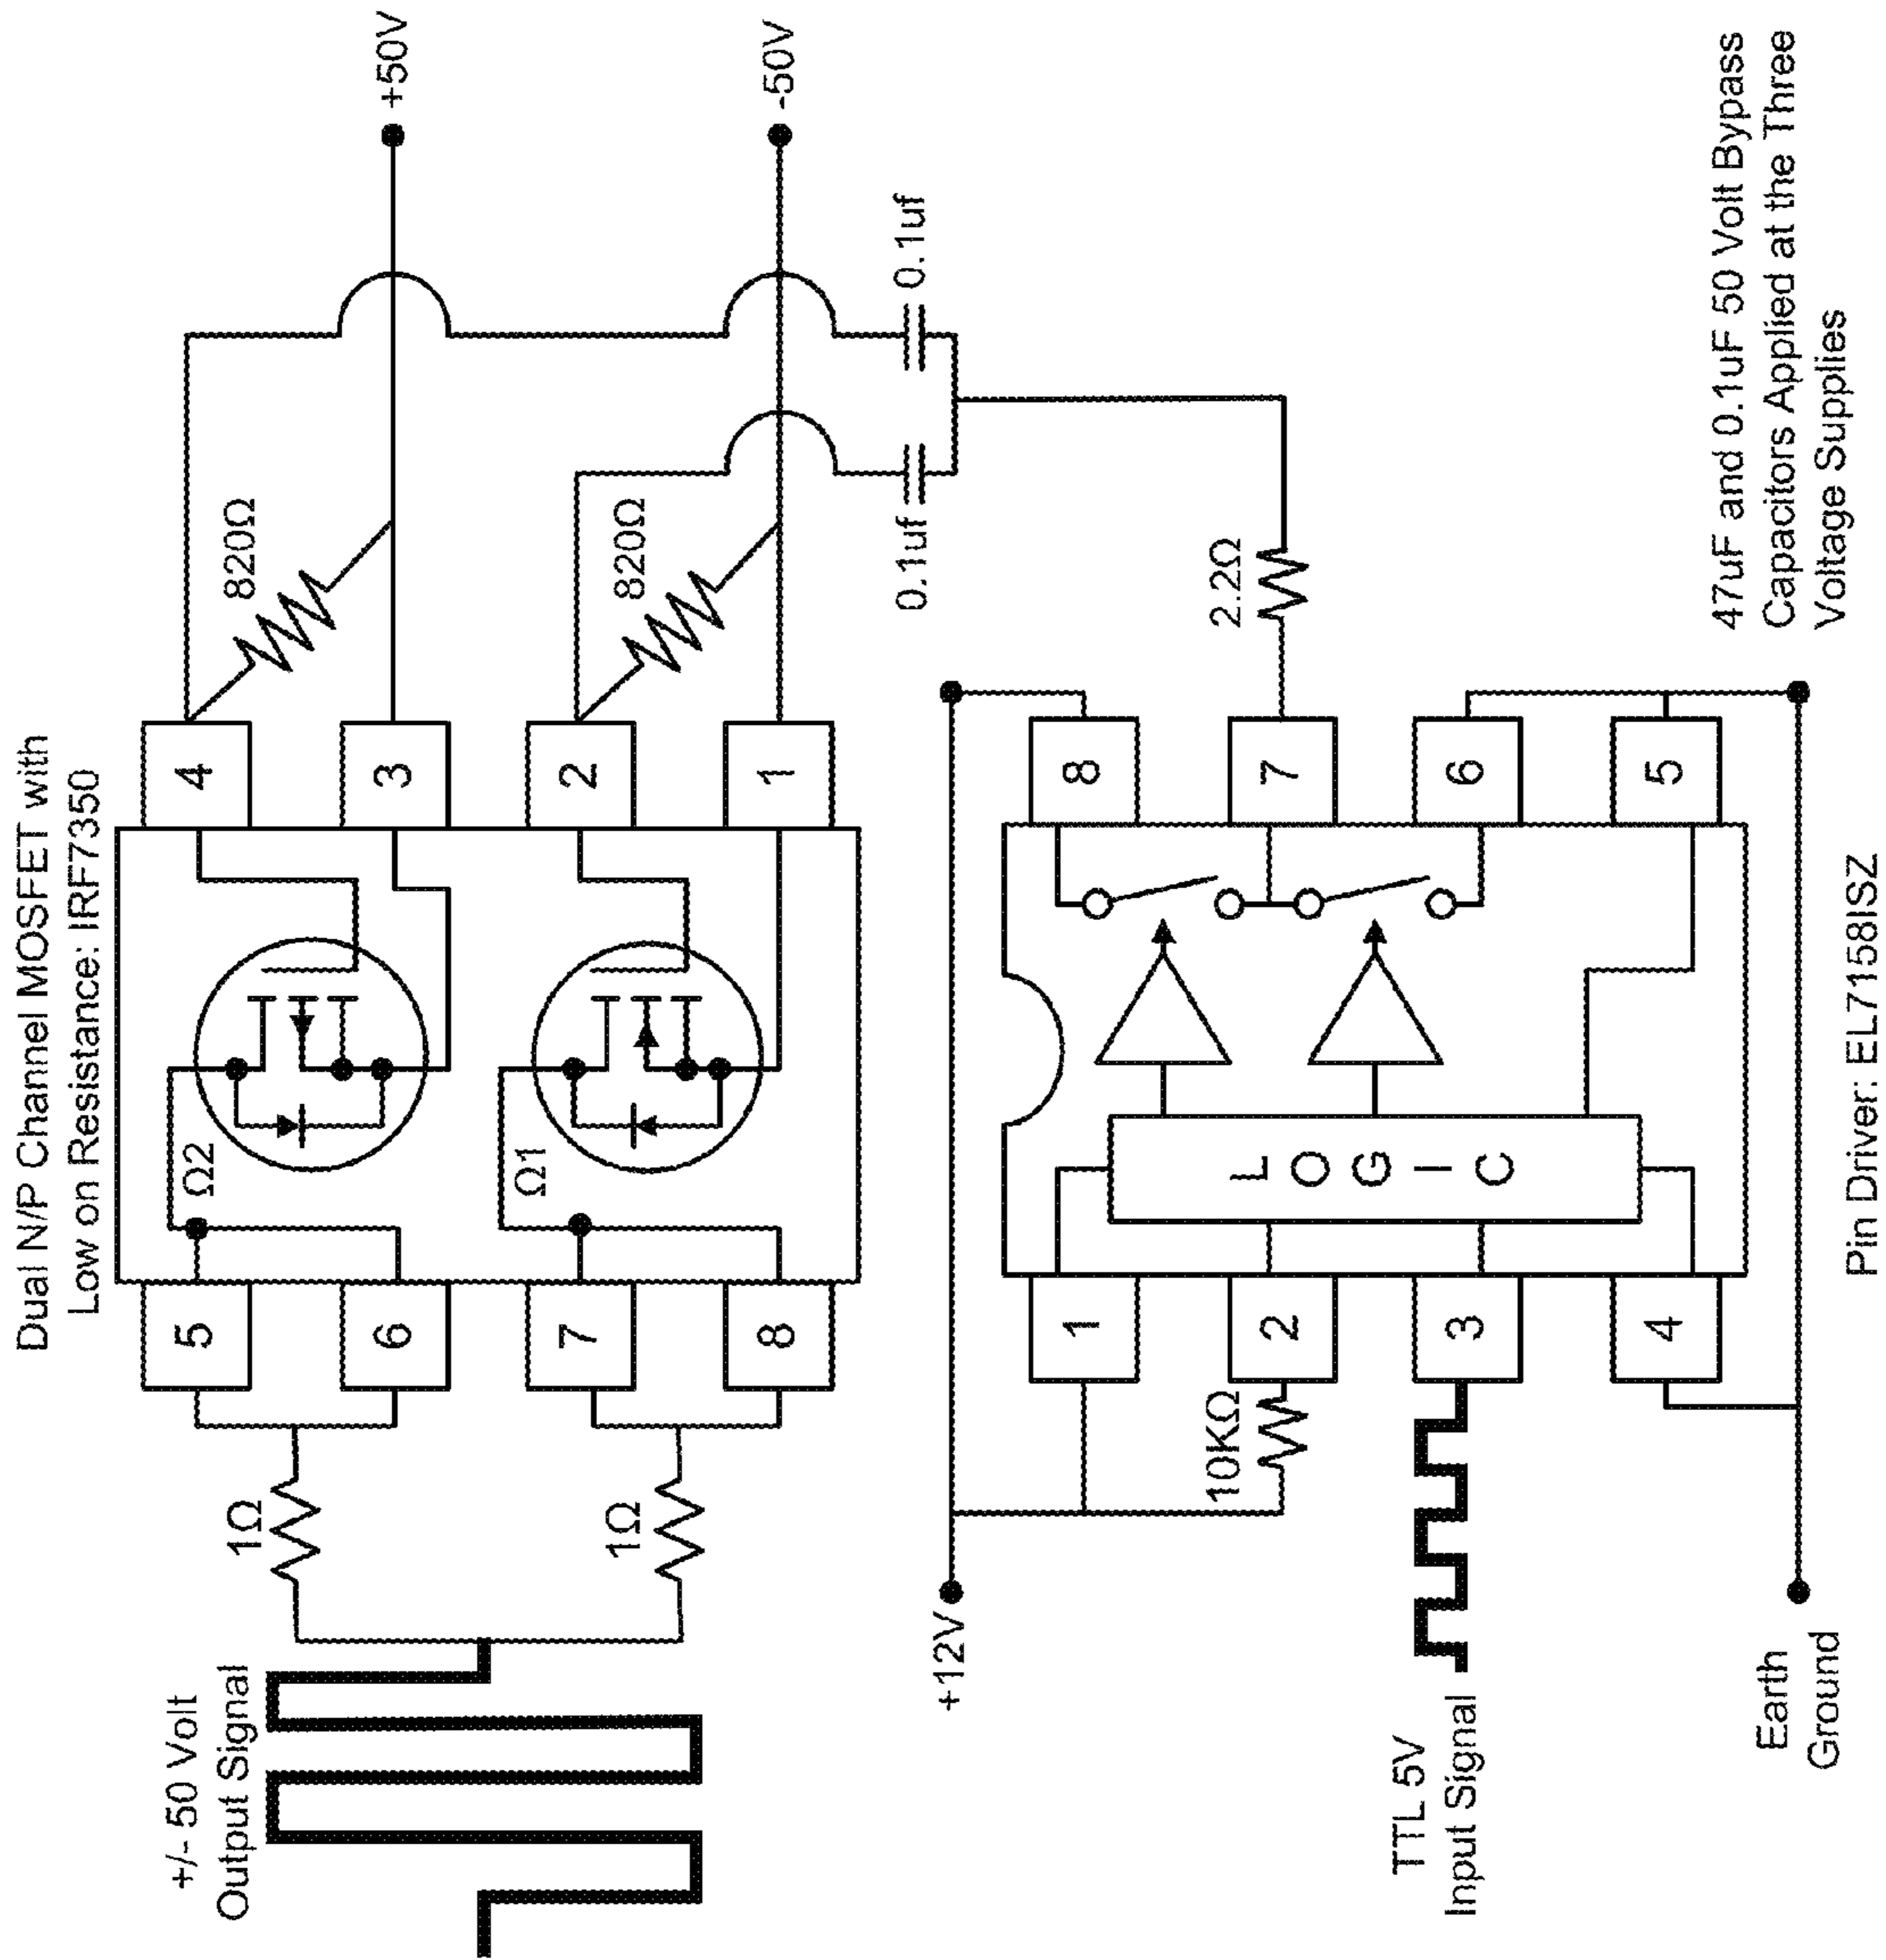 Dual N/P Channel MOSFET with
Low on Resistance: IRF7350
+/- 50 Volt
Output Signal
1Ω
1Ω
5
6
7
8
Ω2
Ω1
4
3
2
1
820Ω
820Ω
+50V
-50V
0.1uf
0.1uf
2.2Ω
+12V
10KΩ
TTL 5V
Input Signal
Earth
Ground
1
2
3
4
LOGIC
8
7
6
5
Pin Driver: EL7158ISZ
47uF and 0.1uF 50 Volt Bypass
Capacitors Applied at the Three
Voltage Supplies